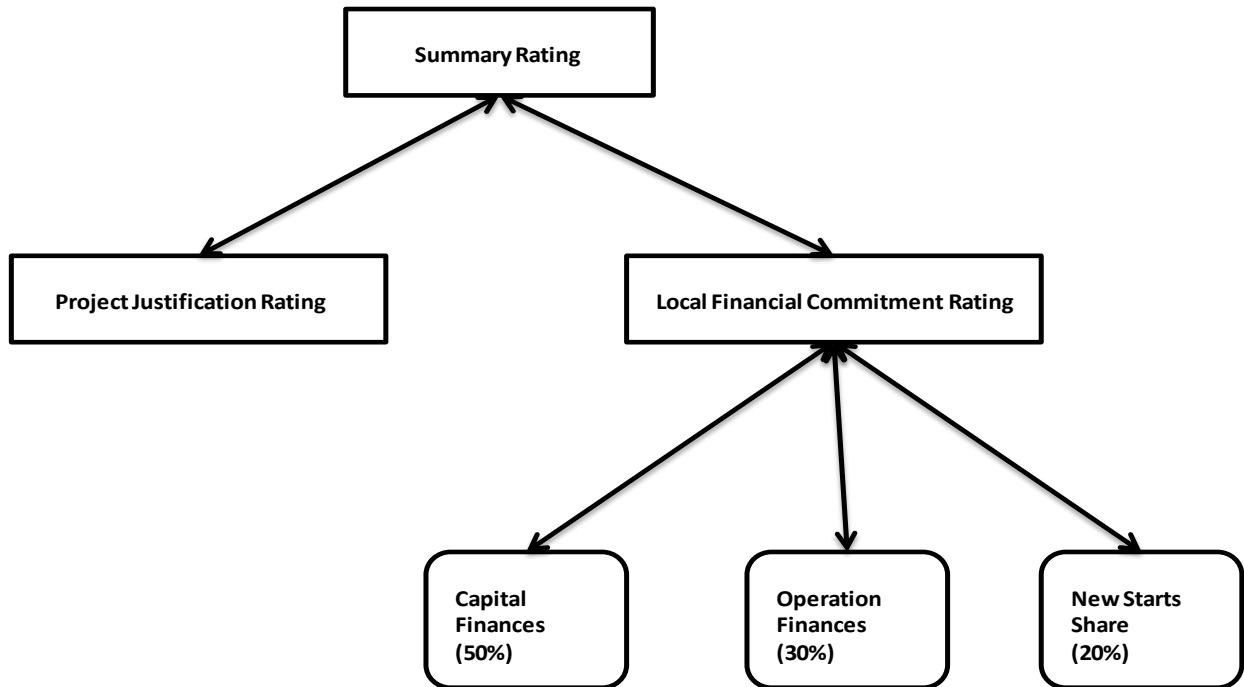 Summary Rating
Project Justification Rating
Local Financial Commitment Rating
Capital
Finances
(50%)
Operation
Finances
(30%)
New Starts
Share
(20%)